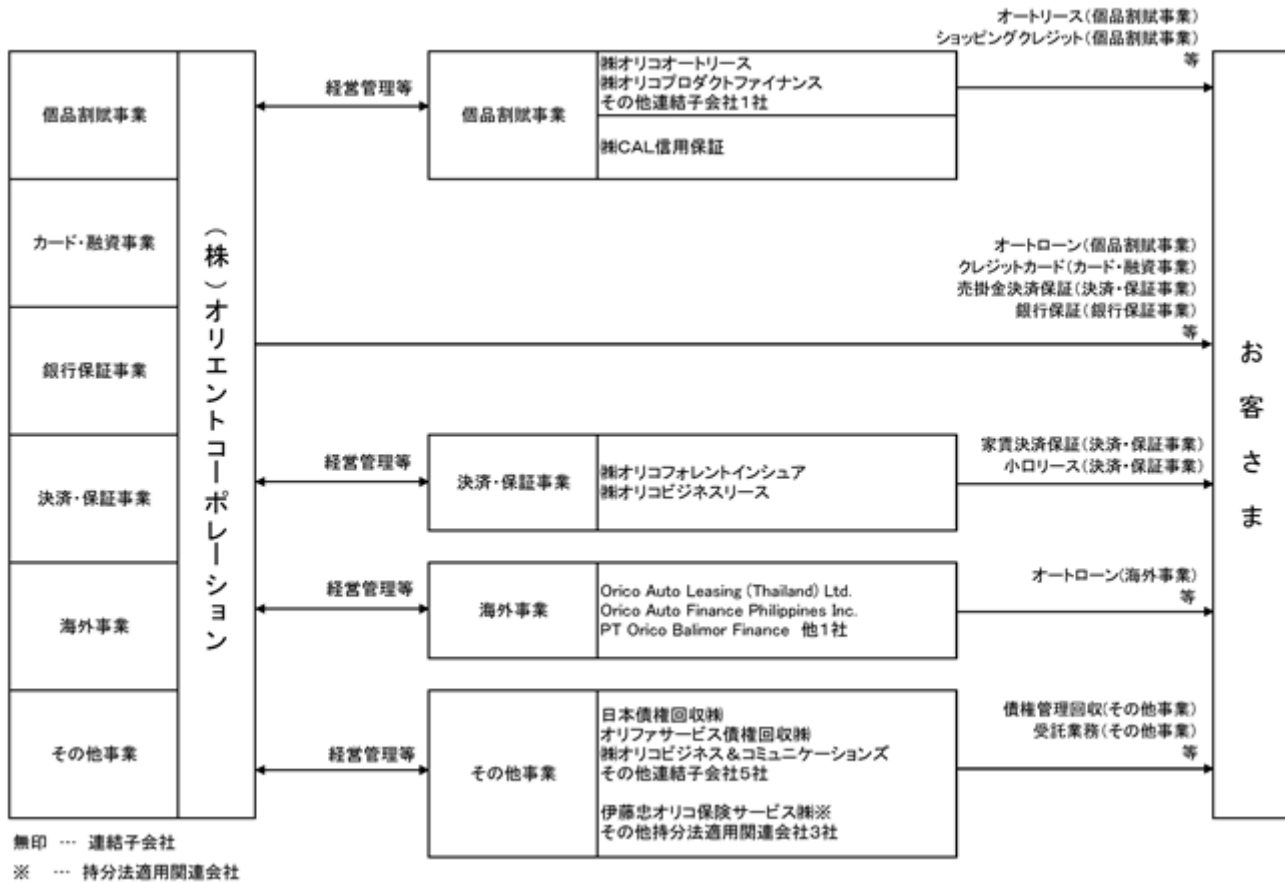 オートリース(個品割賦事業)
ショッピングクレジット(個品割賦事業)
等
個品割賦事業
カード・融資事業
銀行保証事業
決済・保証事業
海外事業
その他事業
(株)オリエントコーポレーション
経営管理等
個品割賦事業
㈱オリコオートリース
㈱オリコプロダクトファイナンス
その他連結子会社1社
㈱CAL信用保証
オートローン(個品割賦事業)
クレジットカード(カード・融資事業)
売掛金決済保証(決済・保証事業)
銀行保証(銀行保証事業)
等
経営管理等
決済・保証事業
㈱オリコフォレントインシュア
㈱オリコビジネスリース
家賃決済保証(決済・保証事業)
小口リース(決済・保証事業)
経営管理等
海外事業
Orico Auto Leasing (Thailand) Ltd.
Orico Auto Finance Philippines Inc.
PT Orico Balimor Finance 他1社
オートローン(海外事業)
等
経営管理等
その他事業
日本債権回収㈱
オリファサービス債権回収㈱
㈱オリコビジネス&コミュニケーションズ
その他連結子会社5社
伊藤忠オリコ保険サービス㈱※
その他持分法適用関連会社3社
債権管理回収(その他事業)
受託業務(その他事業)
等
お客さま
無印 … 連結子会社
※ … 持分法適用関連会社